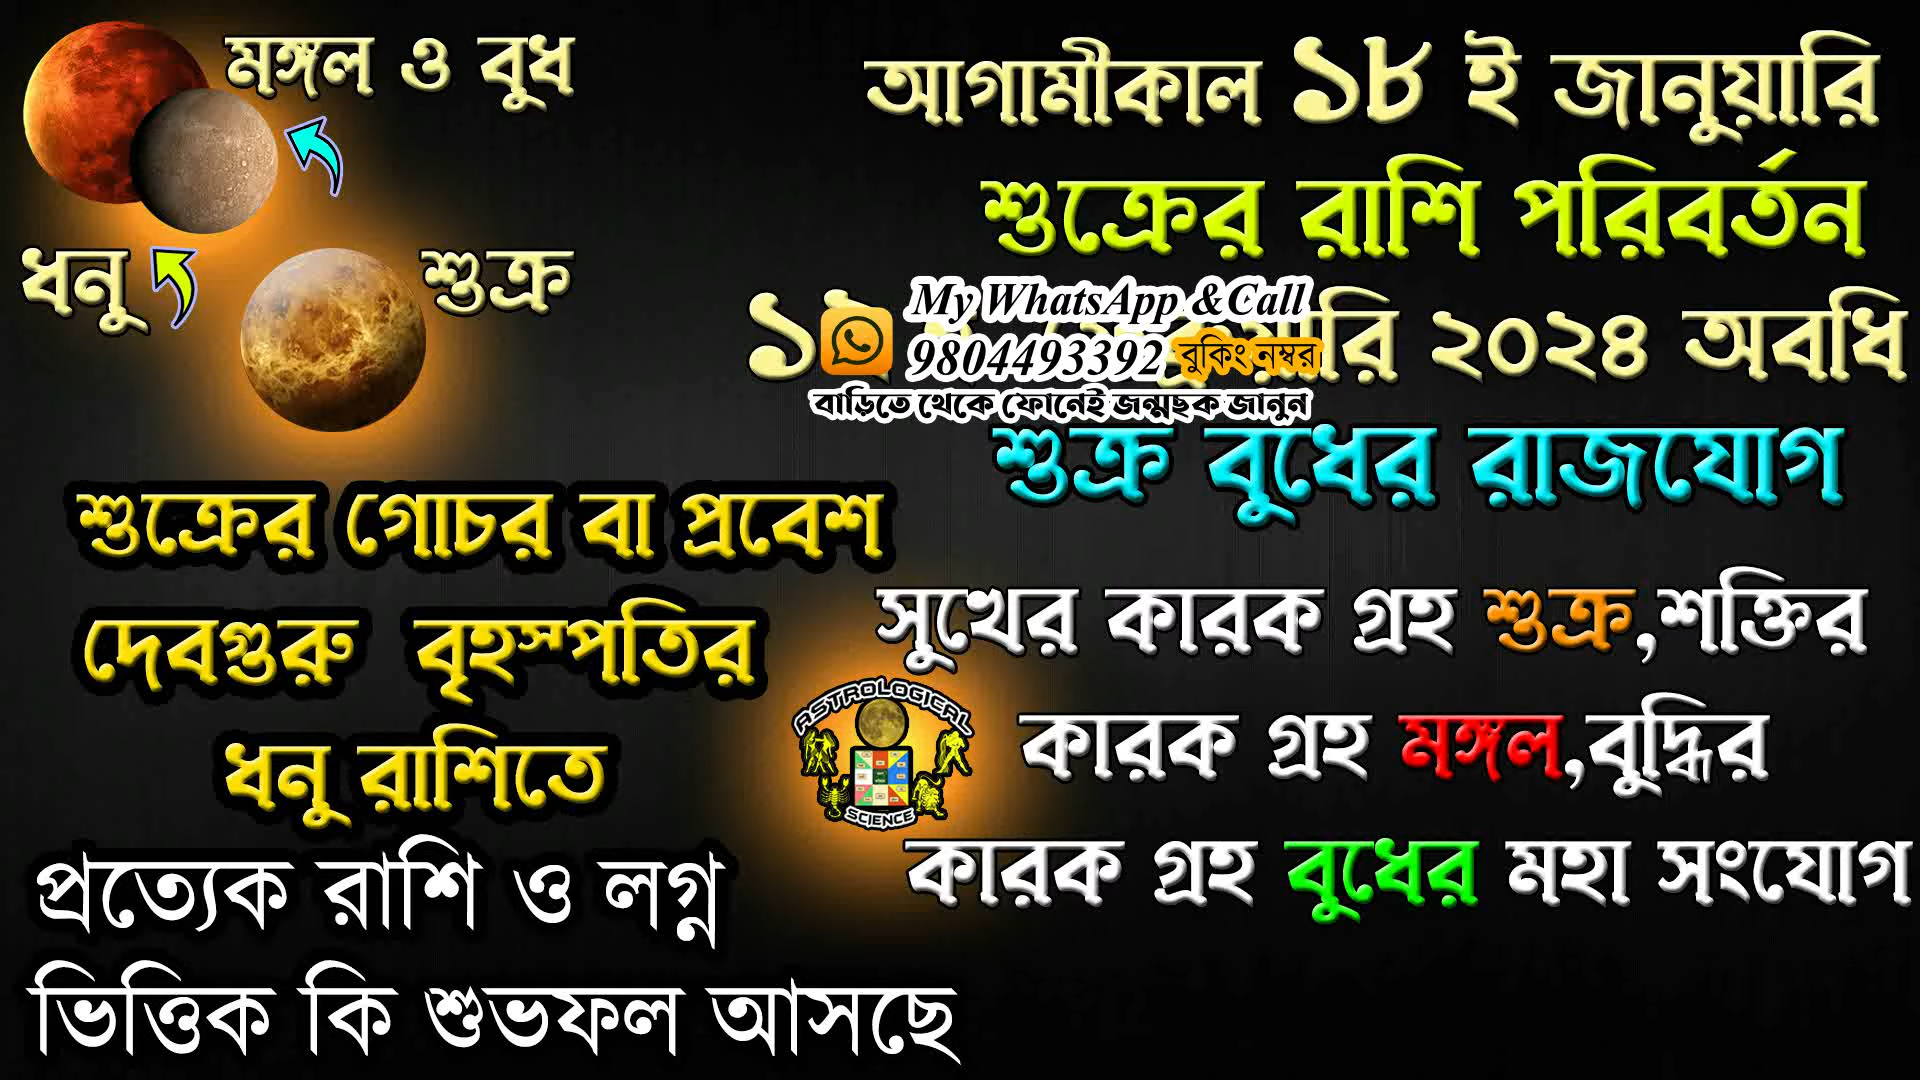 মঙ্গল ও বুধ
ধনু
শুক্র
শুক্রের গোচর বা প্রবেশ
দেবগুরু বৃহস্পতির
ধনু রাশিতে
প্রত্যেক রাশি ও লগ্ন
ভিত্তিক কি শুভফল আসছে
আগামীকাল ১৮ ই জানুয়ারি
শুক্রের রাশি পরিবর্তন
২০২৪ অবধি
My WhatsApp & Call
9804493392 বুকিং নম্বর
বাড়িতে থেকে ফোনেই জন্মছক জানুন
শুক্র বুধের রাজযোগ
সুখের কারক গ্রহ শুক্র,শক্তির
কারক গ্রহ মঙ্গল,বুদ্ধির
কারক গ্রহ বুধের মহা সংযোগ
ASTROLOGICAL
SCIENCE